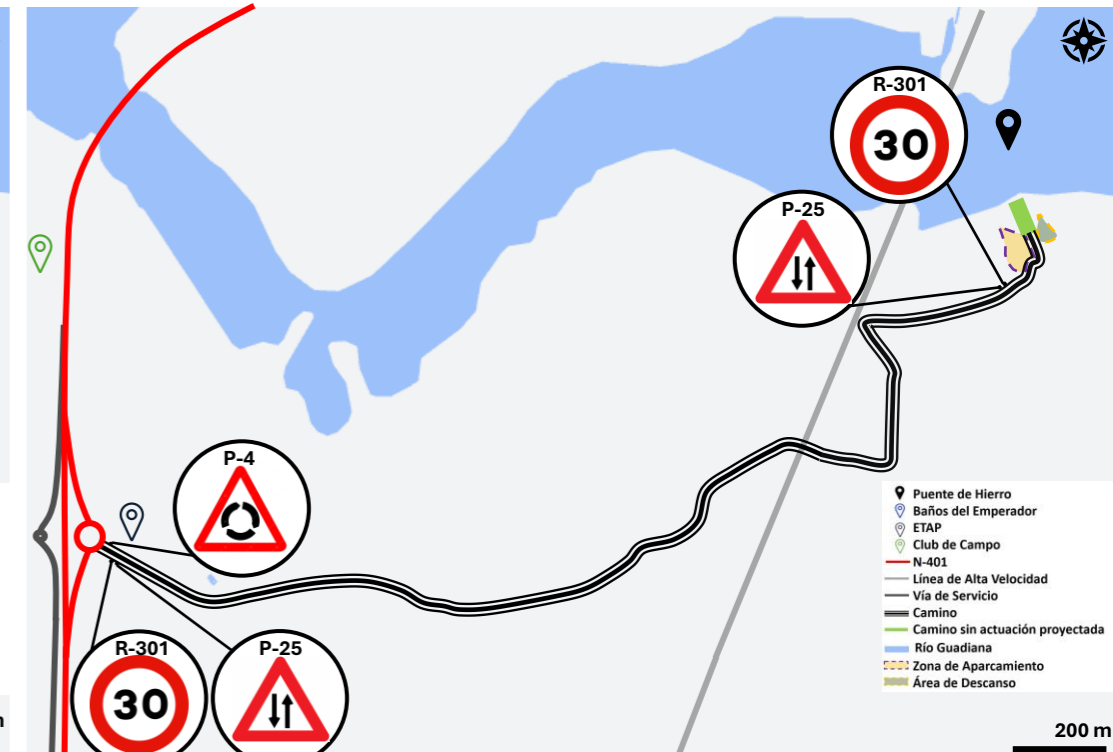 R-301
30
P-25
P-4
R-301
30
P-25
Puente de Hierro
Baños del Emperador
ETAP
Club de Campo
N-401
Línea de Alta Velocidad
Vía de Servicio
Camino
Camino sin actuación proyectada
Río Guadiana
Zona de Aparcamiento
Área de Descanso
200 m